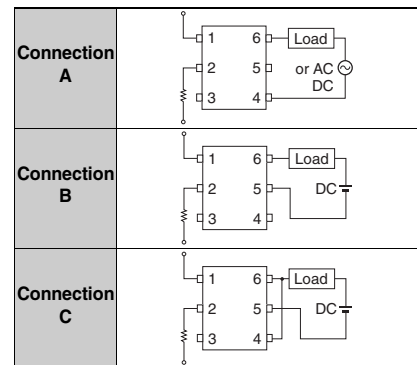 Connection
A
1 6 Load
2 5 or AC
DC
3 4
Connection
B
1 6 Load
2 5 DC
3 4
Connection
C
1 6 Load
2 5 DC
3 4